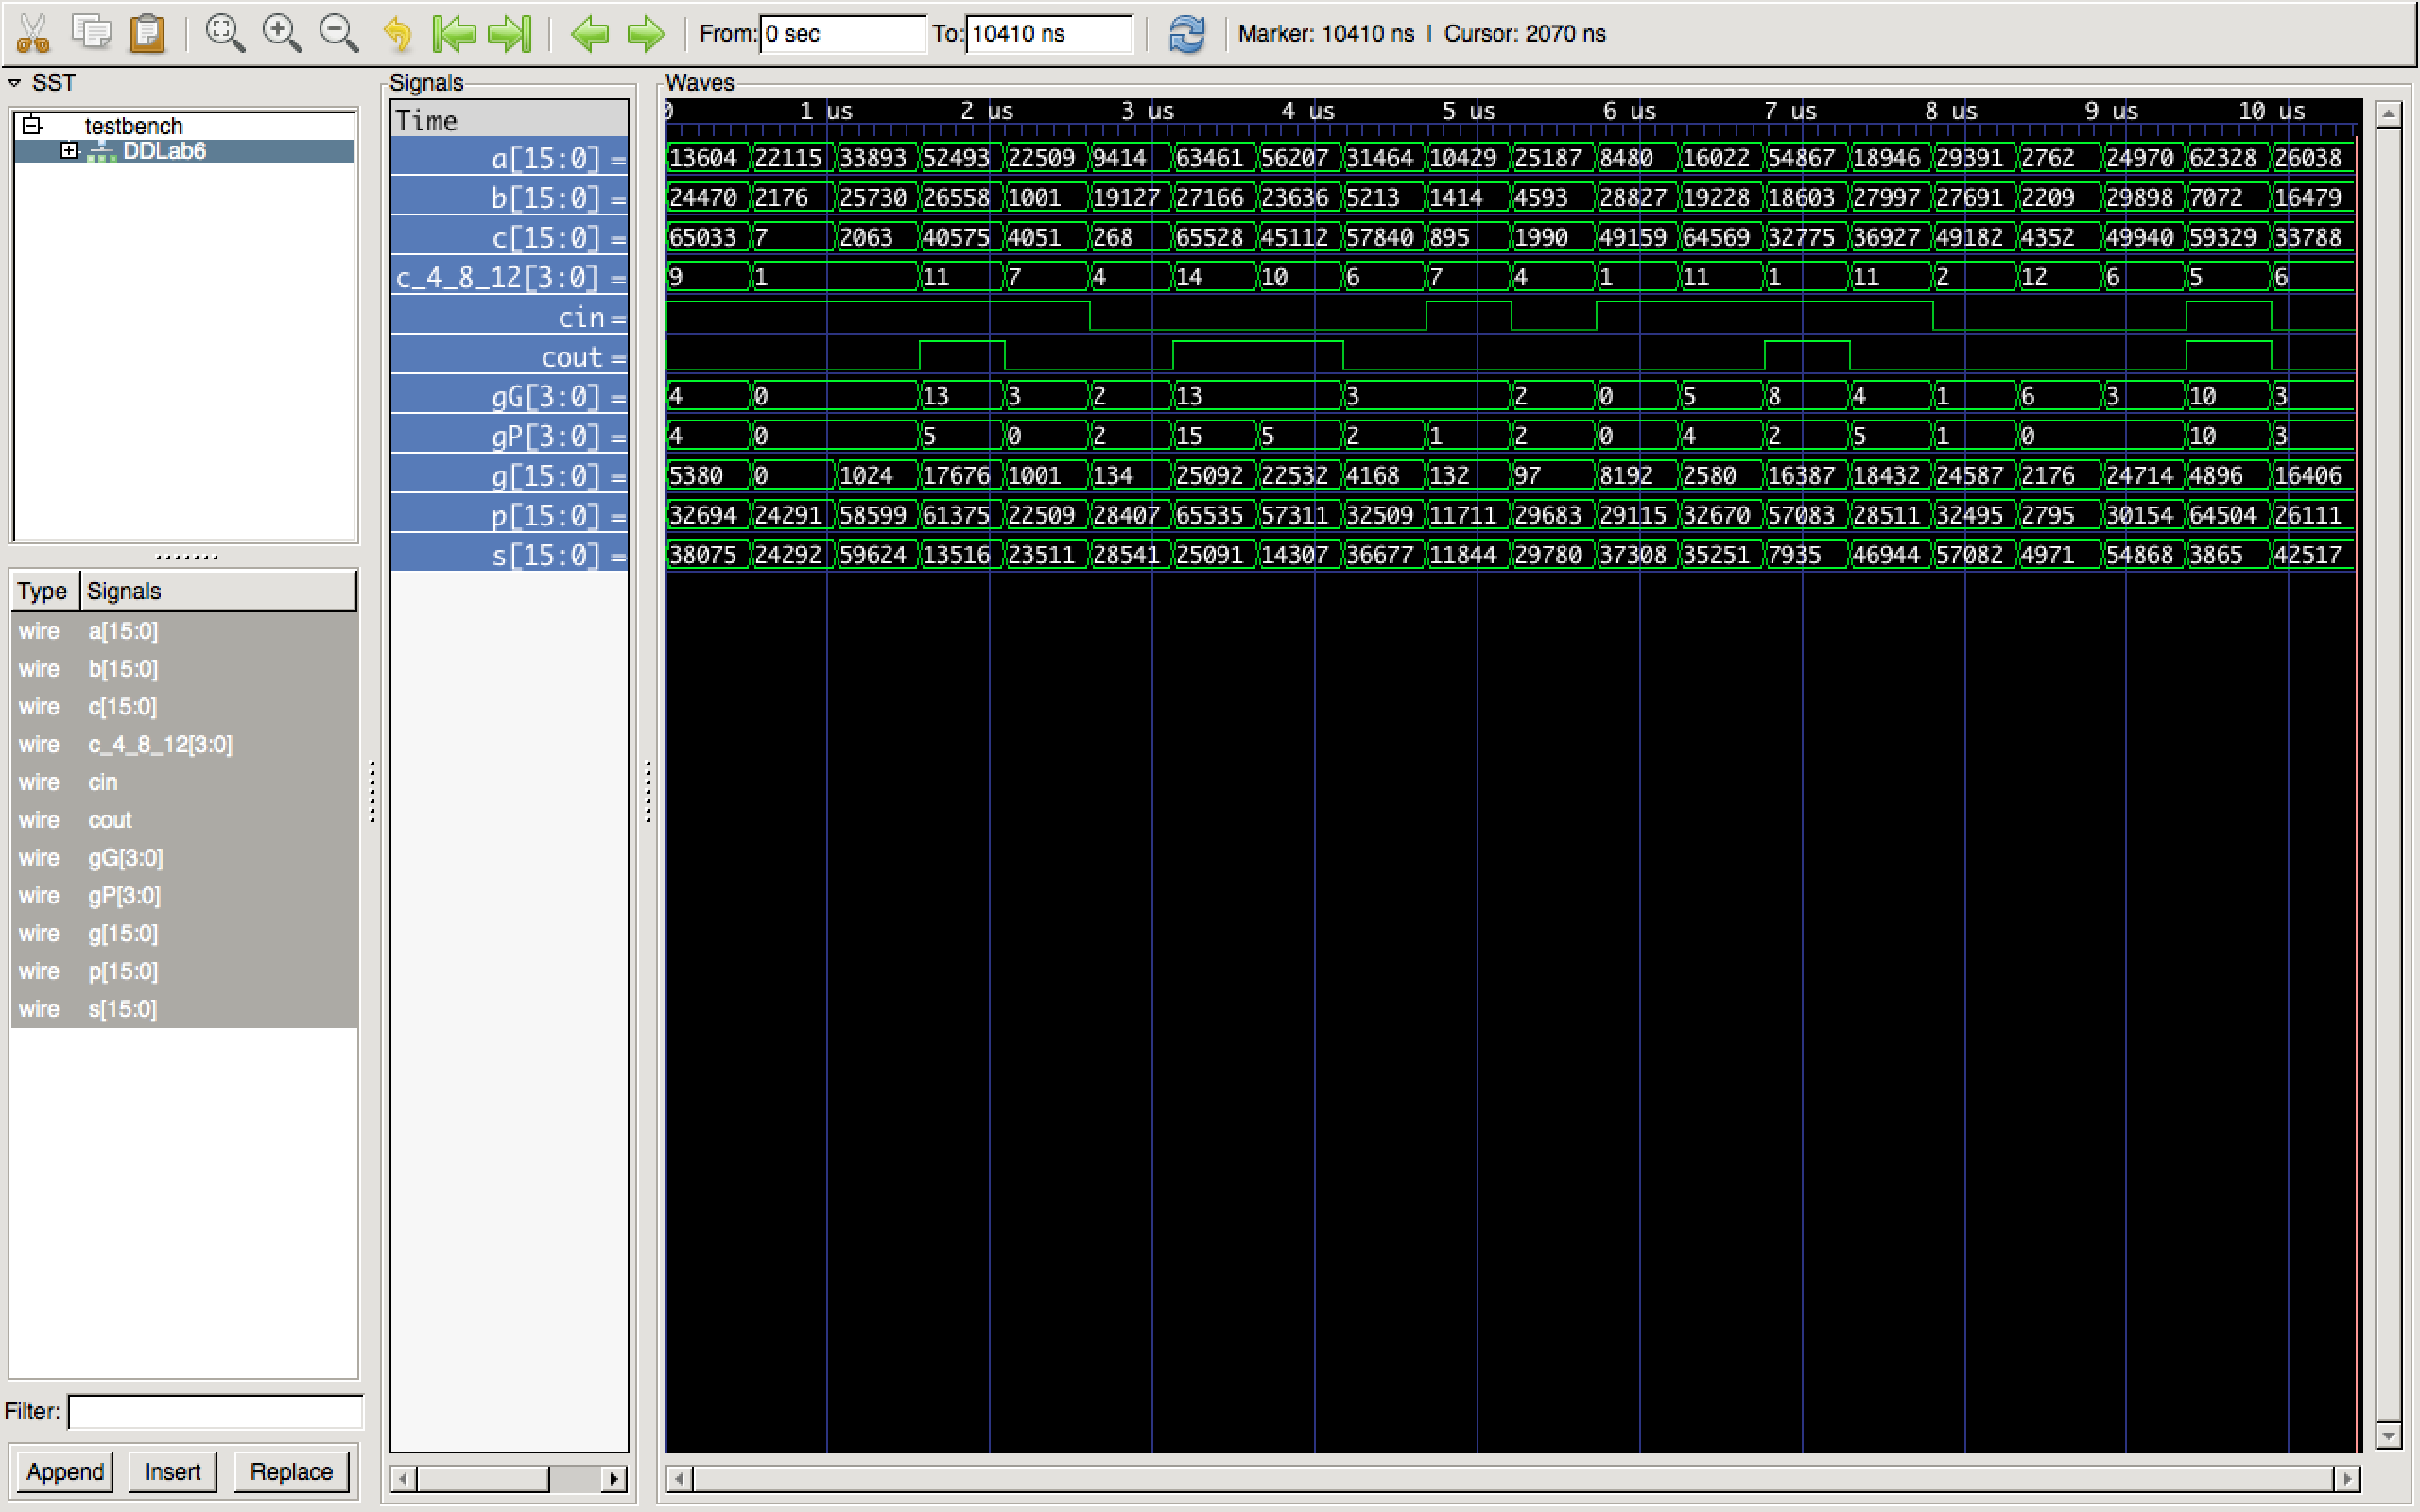 From: 0 sec To: 10410 ns Marker: 10410 ns | Cursor: 2070 ns
SST
testbench
DDLab6
Type Signals
wire a[15:0]
wire b[15:0]
wire c[15:0]
wire c_4_8_12[3:0]
wire cin
wire cout
wire gG[3:0]
wire gP[3:0]
wire g[15:0]
wire p[15:0]
wire s[15:0]
Filter:
Append Insert Replace
Signals
Time
a[15:0] =
b[15:0] =
c[15:0] =
c_4_8_12[3:0] =
cin =
cout =
gG[3:0] =
gP[3:0] =
g[15:0] =
p[15:0] =
s[15:0] =
Waves
0 1 us 2 us 3 us 4 us 5 us 6 us 7 us 8 us 9 us 10 us
13604 22115 33893 52493 22509 9414 63461 56207 31464 10429 25187 8480 16022 54867 18946 29391 2762 24970 62328 26038
24470 2176 25730 26558 1001 19127 27166 23636 5213 1414 4593 28827 19228 18603 27997 27691 2209 29898 7072 16479
65033 7 2063 40575 4051 268 65528 45112 57840 895 1990 49159 64569 32775 36927 49182 4352 49940 59329 33788
9 1 11 7 4 14 10 6 7 4 1 11 1 11 2 12 6 5 6
4 0 13 3 2 13 3 2 0 5 8 4 1 6 3 10 3
4 0 5 0 2 15 5 2 1 2 0 4 2 5 1 0 10 3
5380 0 1024 17676 1001 134 25092 22532 4168 132 97 8192 2580 16387 18432 24587 2176 24714 4896 16406
32694 24291 58599 61375 22509 28407 65535 57311 32509 11711 29683 29115 32670 57083 28511 32495 2795 30154 64504 26111
38075 24292 59624 13516 23511 28541 25091 14307 36677 11844 29780 37308 35251 7935 46944 57082 4971 54868 3865 42517